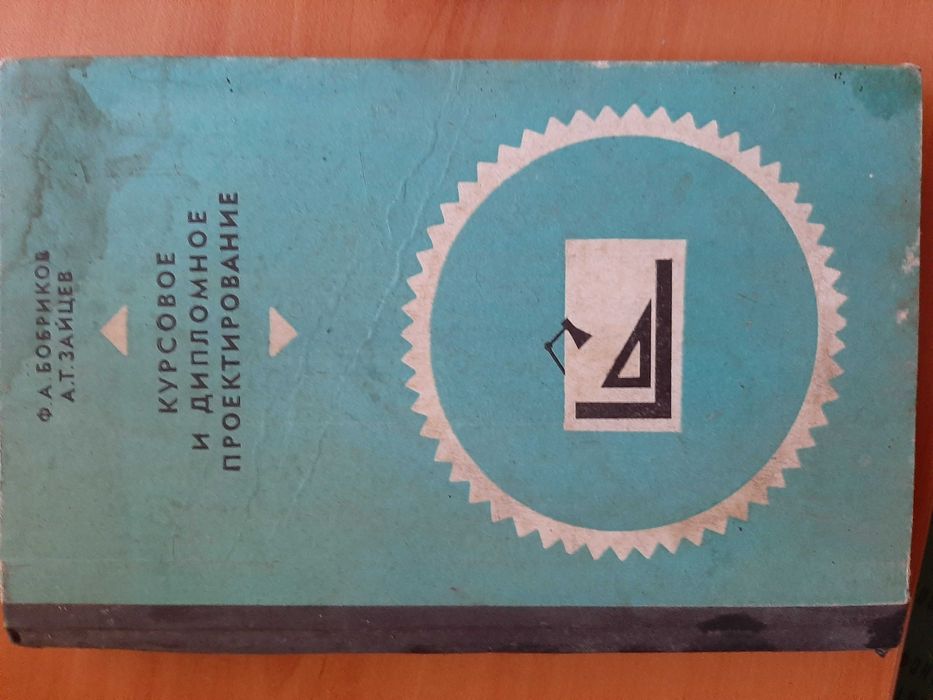 Ф. А. БОБРИКОВ
А. Т. ЗАЙЦЕВ
КУРСОВОЕ
И ДИПЛОМНОЕ
ПРОЕКТИРОВАНИЕ